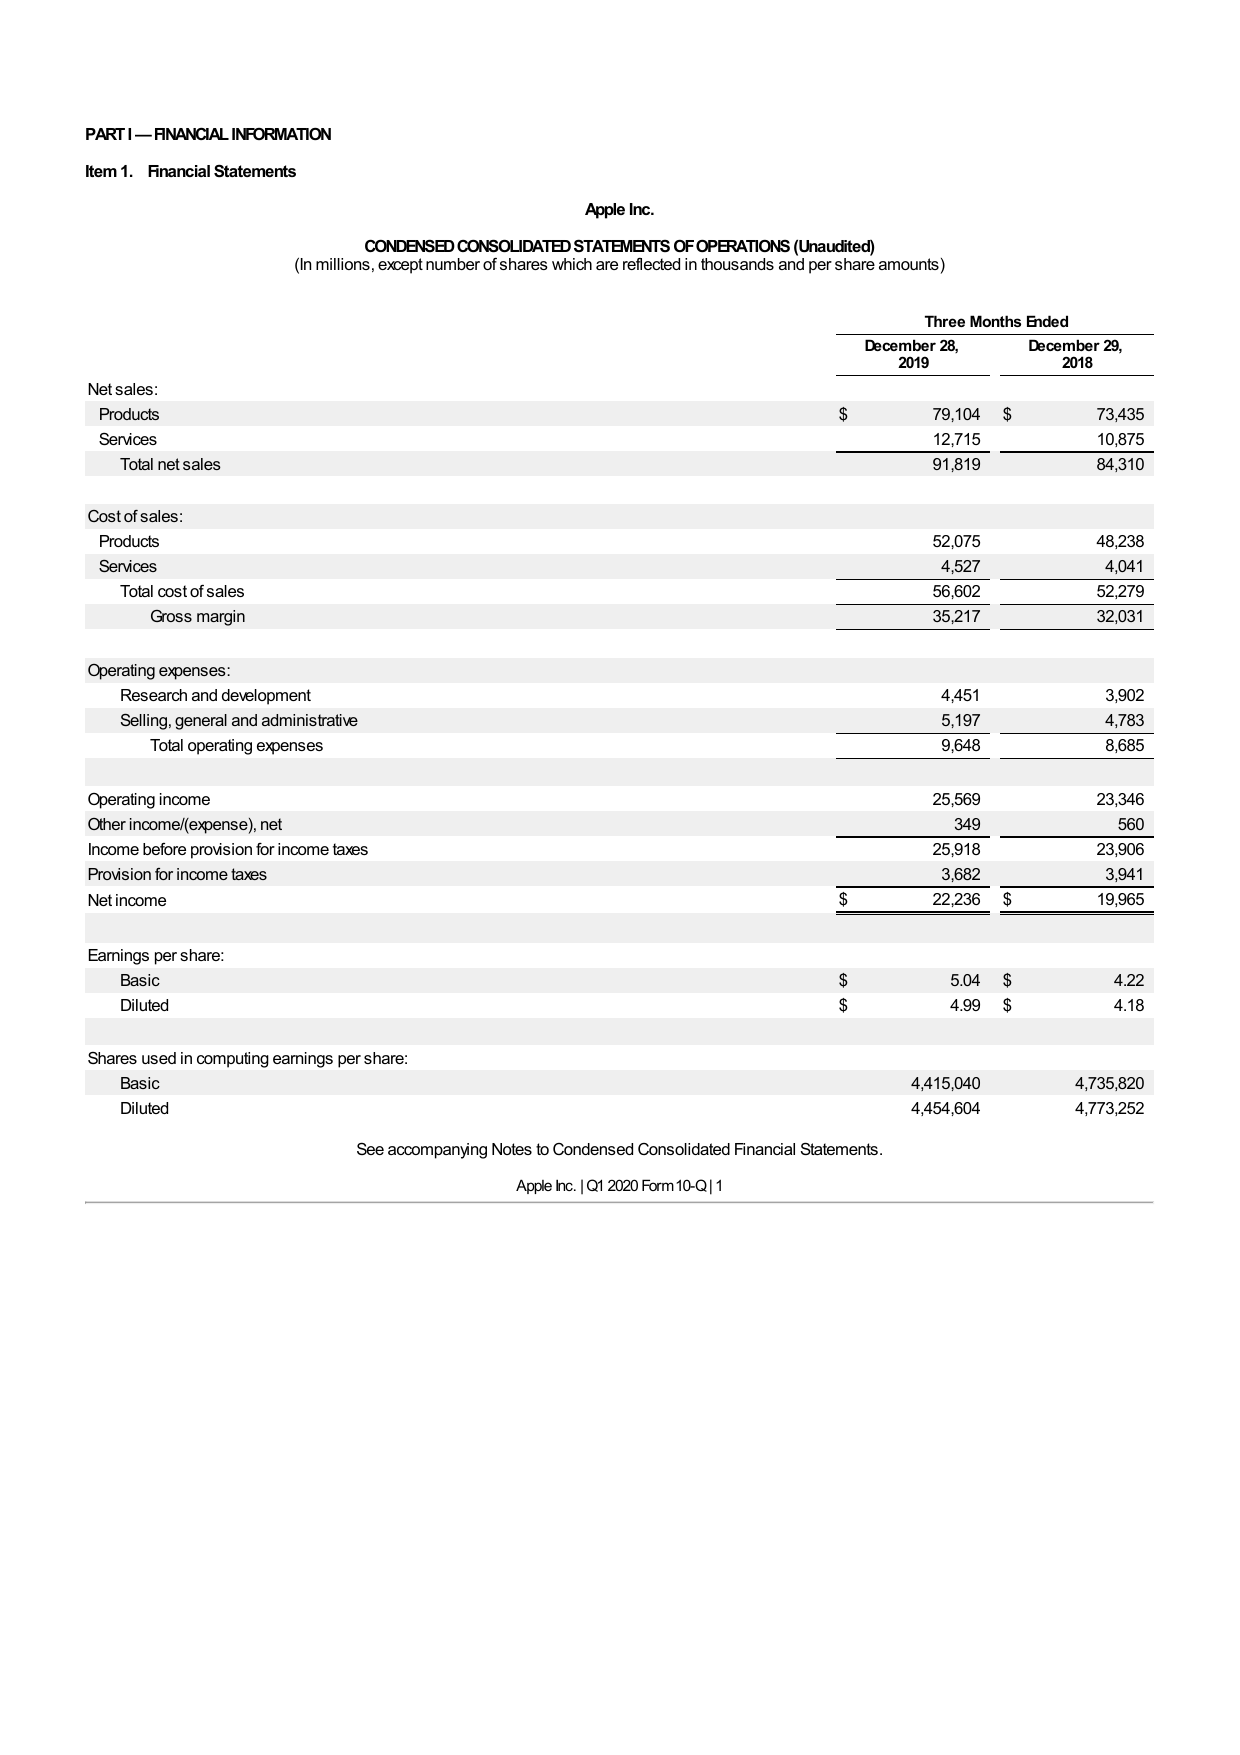 PART I — FINANCIAL INFORMATION
Item 1. Financial Statements
Apple Inc.
CONDENSED CONSOLIDATED STATEMENTS OF OPERATIONS (Unaudited)
(In millions, except number of shares which are reflected in thousands and per share amounts)
Three Months Ended
December 28, 2019 December 29, 2018
Net sales:
Products $ 79,104 $ 73,435
Services 12,715 10,875
Total net sales 91,819 84,310
Cost of sales:
Products 52,075 48,238
Services 4,527 4,041
Total cost of sales 56,602 52,279
Gross margin 35,217 32,031
Operating expenses:
Research and development 4,451 3,902
Selling, general and administrative 5,197 4,783
Total operating expenses 9,648 8,685
Operating income 25,569 23,346
Other income/(expense), net 349 560
Income before provision for income taxes 25,918 23,906
Provision for income taxes 3,682 3,941
Net income $ 22,236 $ 19,965
Earnings per share:
Basic $ 5.04 $ 4.22
Diluted $ 4.99 $ 4.18
Shares used in computing earnings per share:
Basic 4,415,040 4,735,820
Diluted 4,454,604 4,773,252
See accompanying Notes to Condensed Consolidated Financial Statements.
Apple Inc. | Q1 2020 Form 10-Q | 1